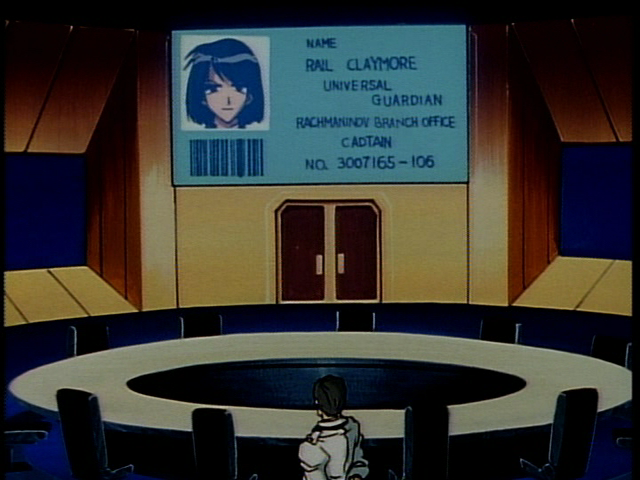 NAME
RAIL CLAYMORE
UNIVERSAL
GUARDIAN
RACHMANINOV BRANCH OFFICE
CADTAIN
NO. 3007165-106